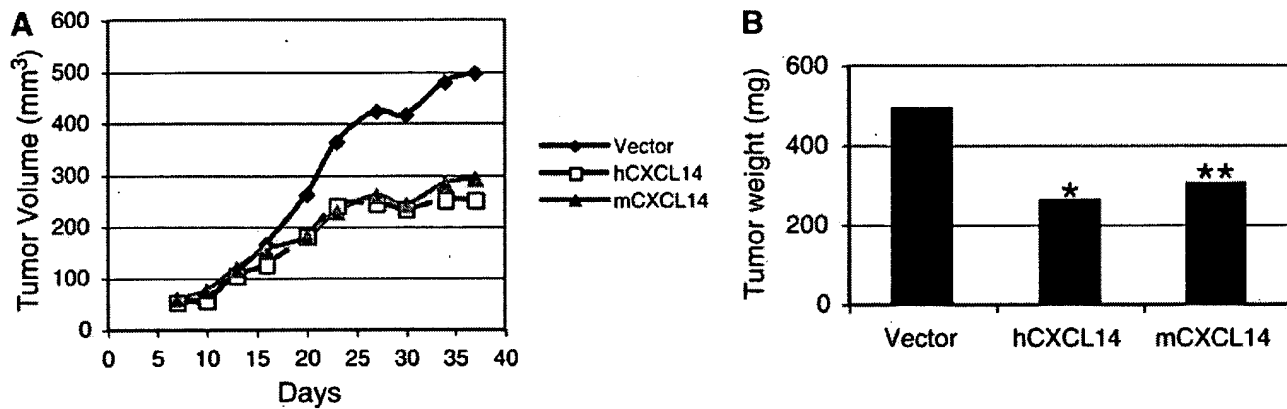 A
Tumor Volume (mm3)
600
500
400
300
200
100
0
0 5 10 15 20 25 30 35 40
Days
Vector
hCXCL14
mCXCL14
B
Tumor weight (mg)
600
400
200
0
*
**
Vector hCXCL14 mCXCL14